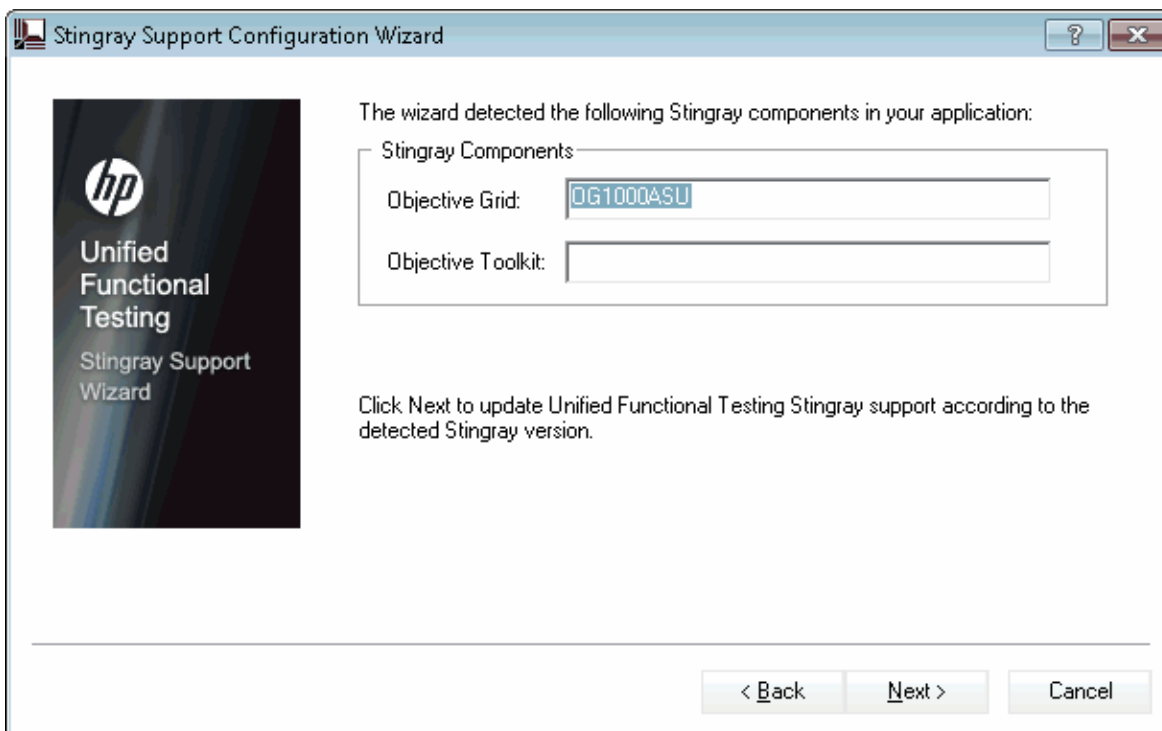 Stingray Support Configuration Wizard
?
hp
Unified
Functional
Testing
Stingray Support
Wizard
The wizard detected the following Stingray components in your application:
Stingray Components
Objective Grid: OG1000ASU
Objective Toolkit:
Click Next to update Unified Functional Testing Stingray support according to the
detected Stingray version.
< Back Next > Cancel